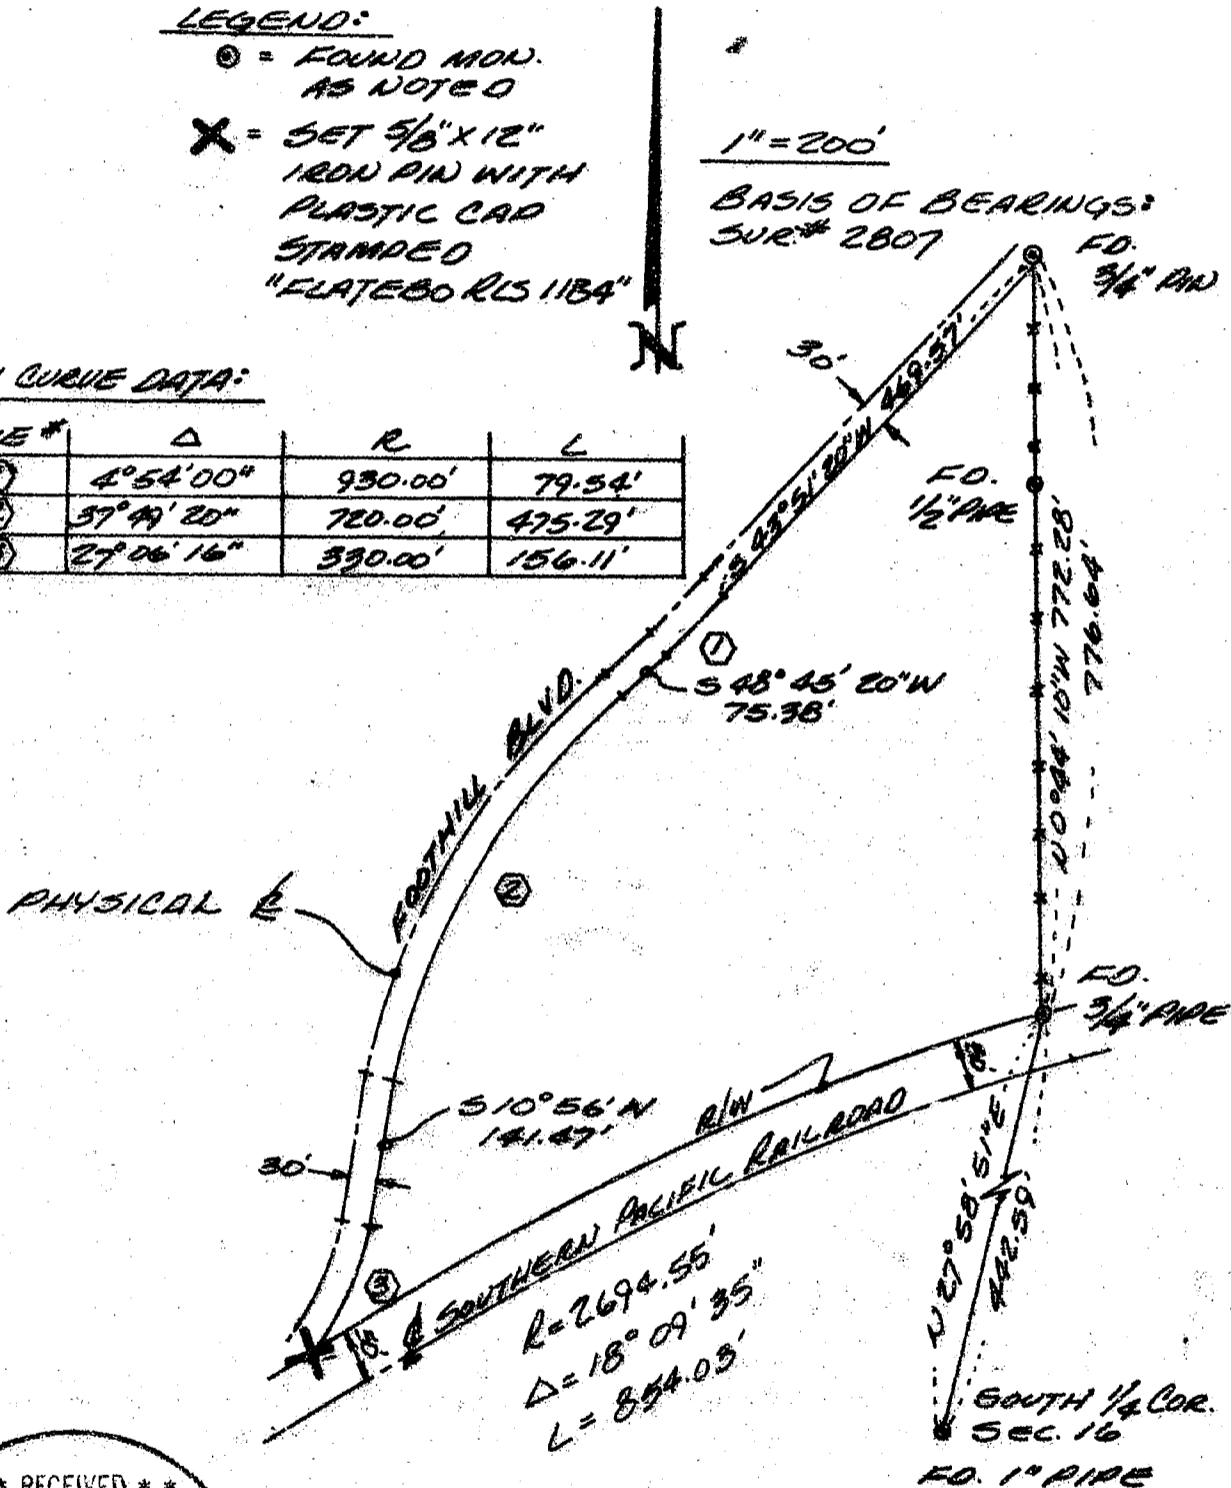 LEGEND:
= FOUND MON.
AS NOTED
X = SET 5/8" X 12"
IRON PIN WITH
PLASTIC CAP
STAMPED
"FLATEBO RLS 1184"
N
1" = 200'
BASIS OF BEARINGS:
SUR.# 2807
FD.
3/4" PIN
CURVE DATA:
# Δ R L
4°54'00" 930.00' 79.54'
37°49'20" 720.00' 475.29'
27°06'16" 330.00' 156.11'
30'
S 43°51'20"W 469.57'
FD.
1/2" PIPE
1
S 48°45'20"W
75.38'
N 0°44'10"W 772.28'
776.64'
FOOTHILL BLVD.
2
PHYSICAL ℄
FD.
3/4" PIPE
S 10°56' W
141.47'
30'
R/W
℄ SOUTHERN PACIFIC RAILROAD
3
R = 2694.55'
Δ = 18°09'35"
L = 854.03'
N 27°58'51"E
442.59'
SOUTH 1/4 COR.
SEC. 16
FD. 1" PIPE
* RECEIVED * *